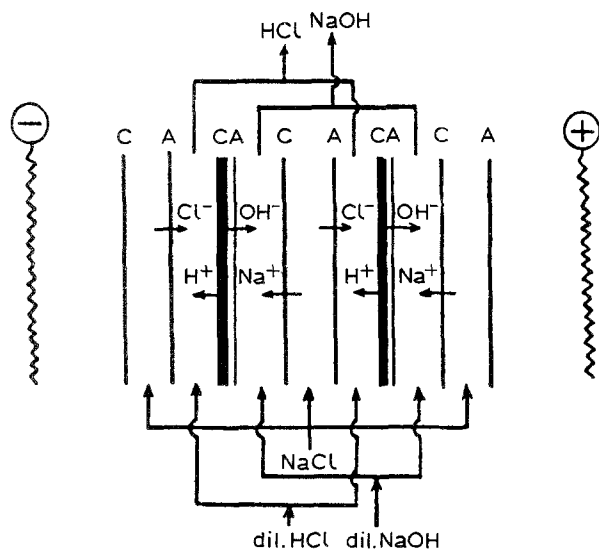 HCl NaOH
− C A CA C A CA C A +
Cl⁻ OH⁻ Cl⁻ OH⁻
H⁺ Na⁺ H⁺ Na⁺
NaCl
dil.HCl dil.NaOH